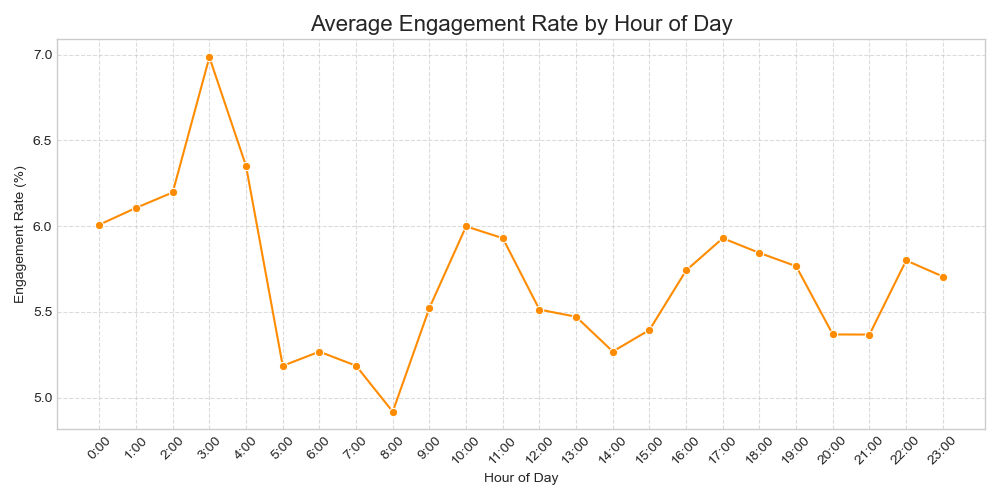 Average Engagement Rate by Hour of Day
7.0
6.5
6.0
5.5
5.0
Engagement Rate (%)
0:00 1:00 2:00 3:00 4:00 5:00 6:00 7:00 8:00 9:00 10:00 11:00 12:00 13:00 14:00 15:00 16:00 17:00 18:00 19:00 20:00 21:00 22:00 23:00
Hour of Day